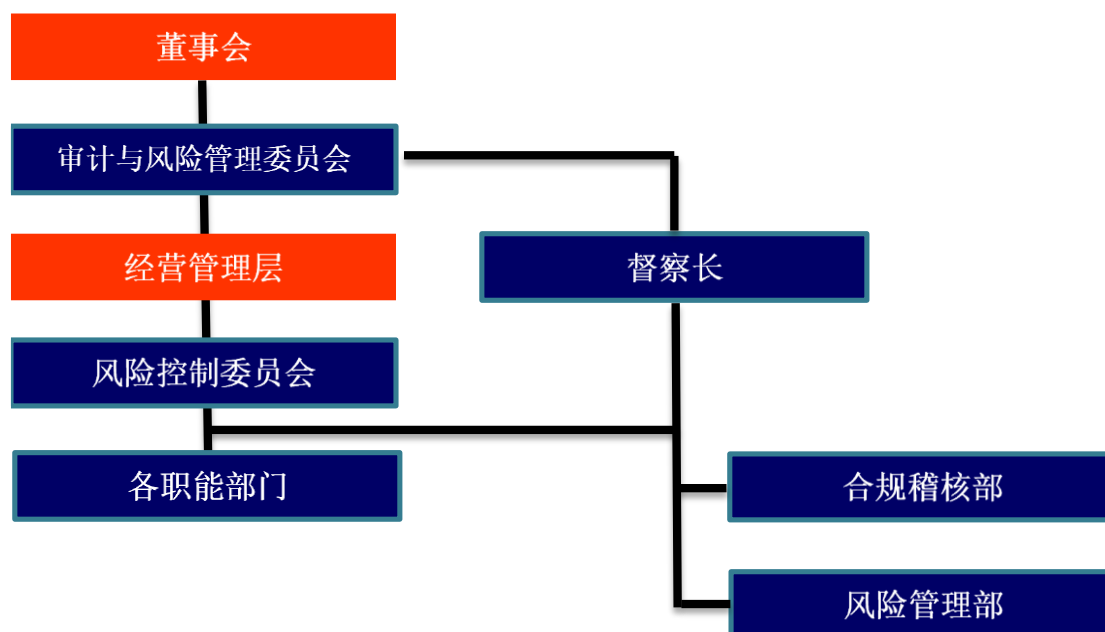 董事会
审计与风险管理委员会
经营管理层
督察长
风险控制委员会
各职能部门
合规稽核部
风险管理部